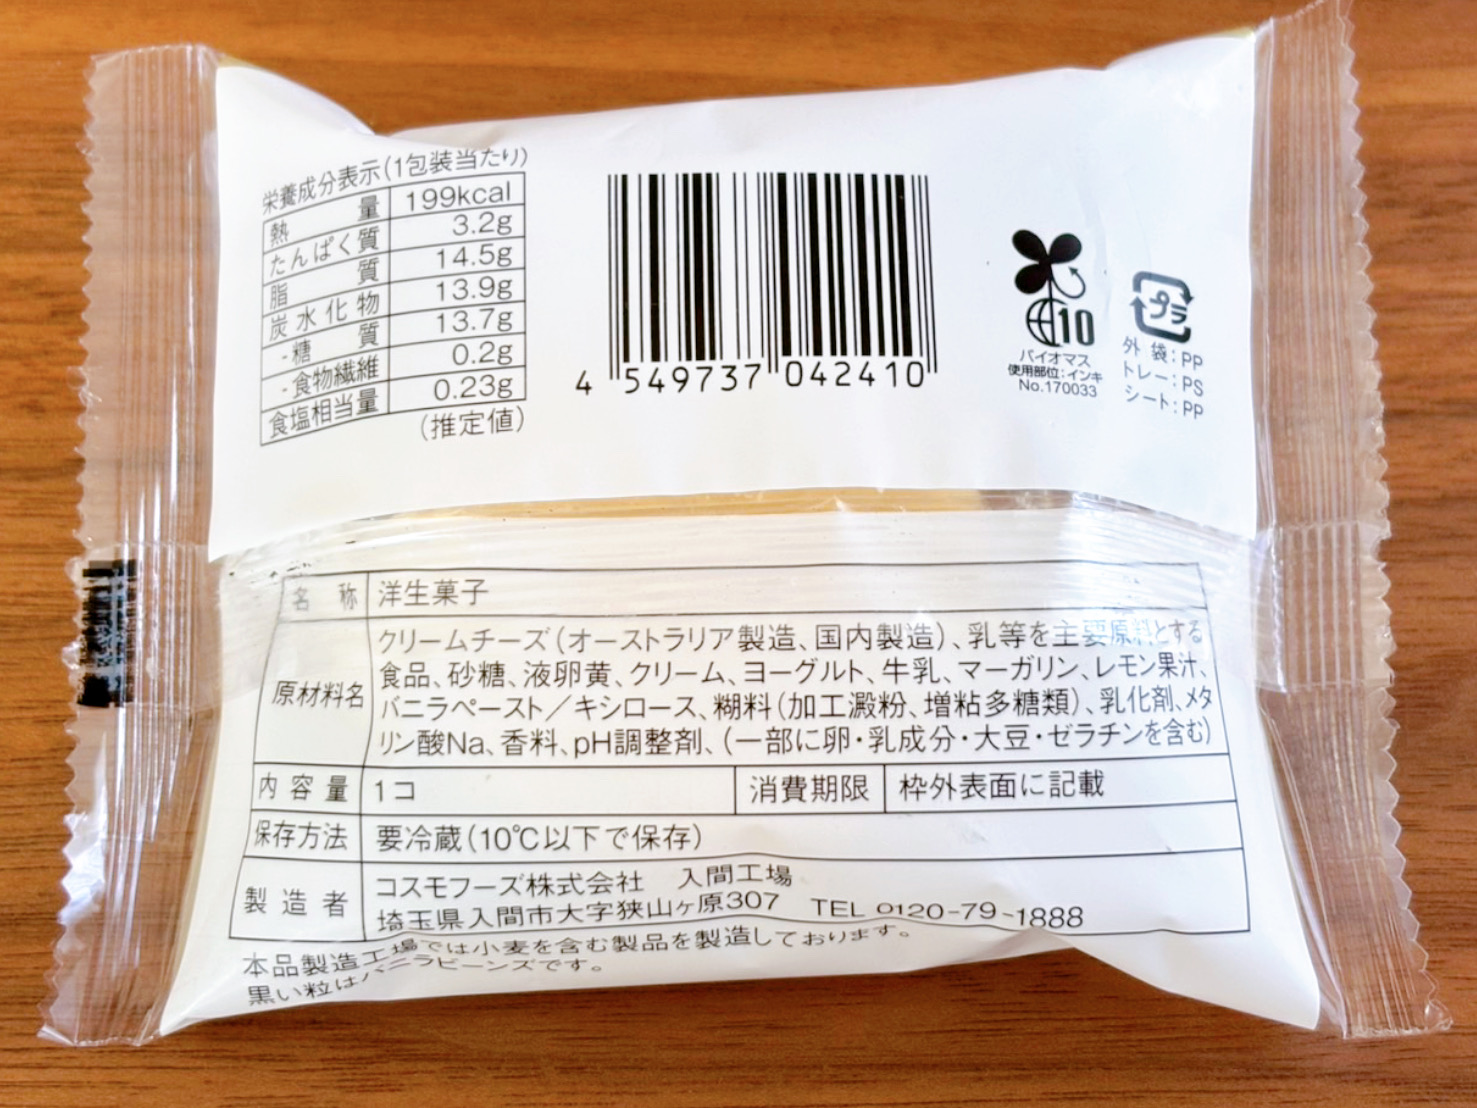 栄養成分表示(1包装当たり)
熱量 199kcal
たんぱく質 3.2g
脂質 14.5g
炭水化物 13.9g
-糖質 13.7g
-食物繊維 0.2g
食塩相当量 0.23g
(推定値)
4 549737 042410
10
バイオマス
使用部位:インキ
No.170033
プラ
外袋:PP
トレー:PS
シート:PP
名称 洋生菓子
原材料名
クリームチーズ(オーストラリア製造、国内製造)、乳等を主要原料とする
食品、砂糖、液卵黄、クリーム、ヨーグルト、牛乳、マーガリン、レモン果汁、
バニラペースト/キシロース、糊料(加工澱粉、増粘多糖類)、乳化剤、メタ
リン酸Na、香料、pH調整剤、(一部に卵・乳成分・大豆・ゼラチンを含む)
内容量 1コ 消費期限 枠外表面に記載
保存方法 要冷蔵(10℃以下で保存)
製造者 コスモフーズ株式会社 入間工場
埼玉県入間市大字狭山ヶ原307 TEL 0120-79-1888
本品製造工場では小麦を含む製品を製造しております。
黒い粒はバニラビーンズです。